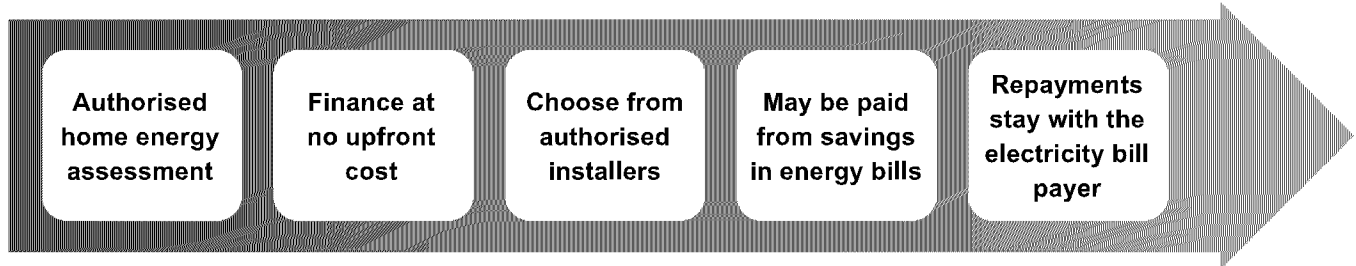 Authorised
home energy
assessment
Finance at
no upfront
cost
Choose from
authorised
installers
May be paid
from savings
in energy bills
Repayments
stay with the
electricity bill
payer